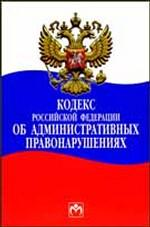 КОДЕКС
РОССИЙСКОЙ ФЕДЕРАЦИИ
ОБ АДМИНИСТРАТИВНЫХ
ПРАВОНАРУШЕНИЯХ